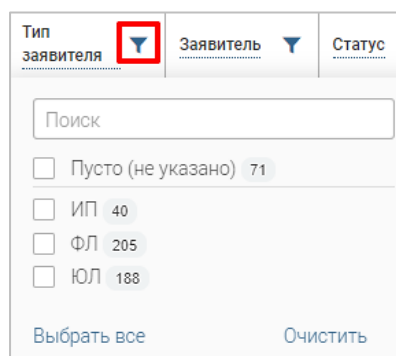 Тип
заявителя
Заявитель
Статус
Поиск
Пусто (не указано) 71
ИП 40
ФЛ 205
ЮЛ 188
Выбрать все
Очистить